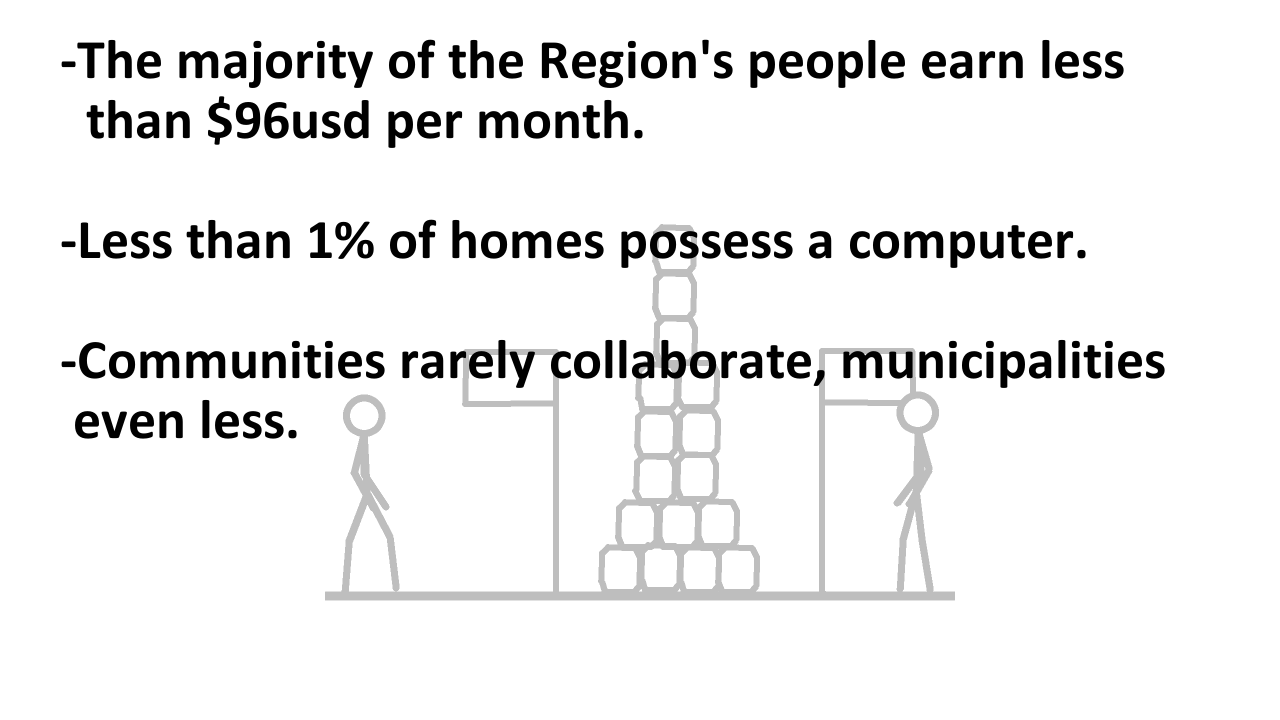 -The majority of the Region's people earn less
than $96usd per month.
-Less than 1% of homes possess a computer.
-Communities rarely collaborate, municipalities
even less.